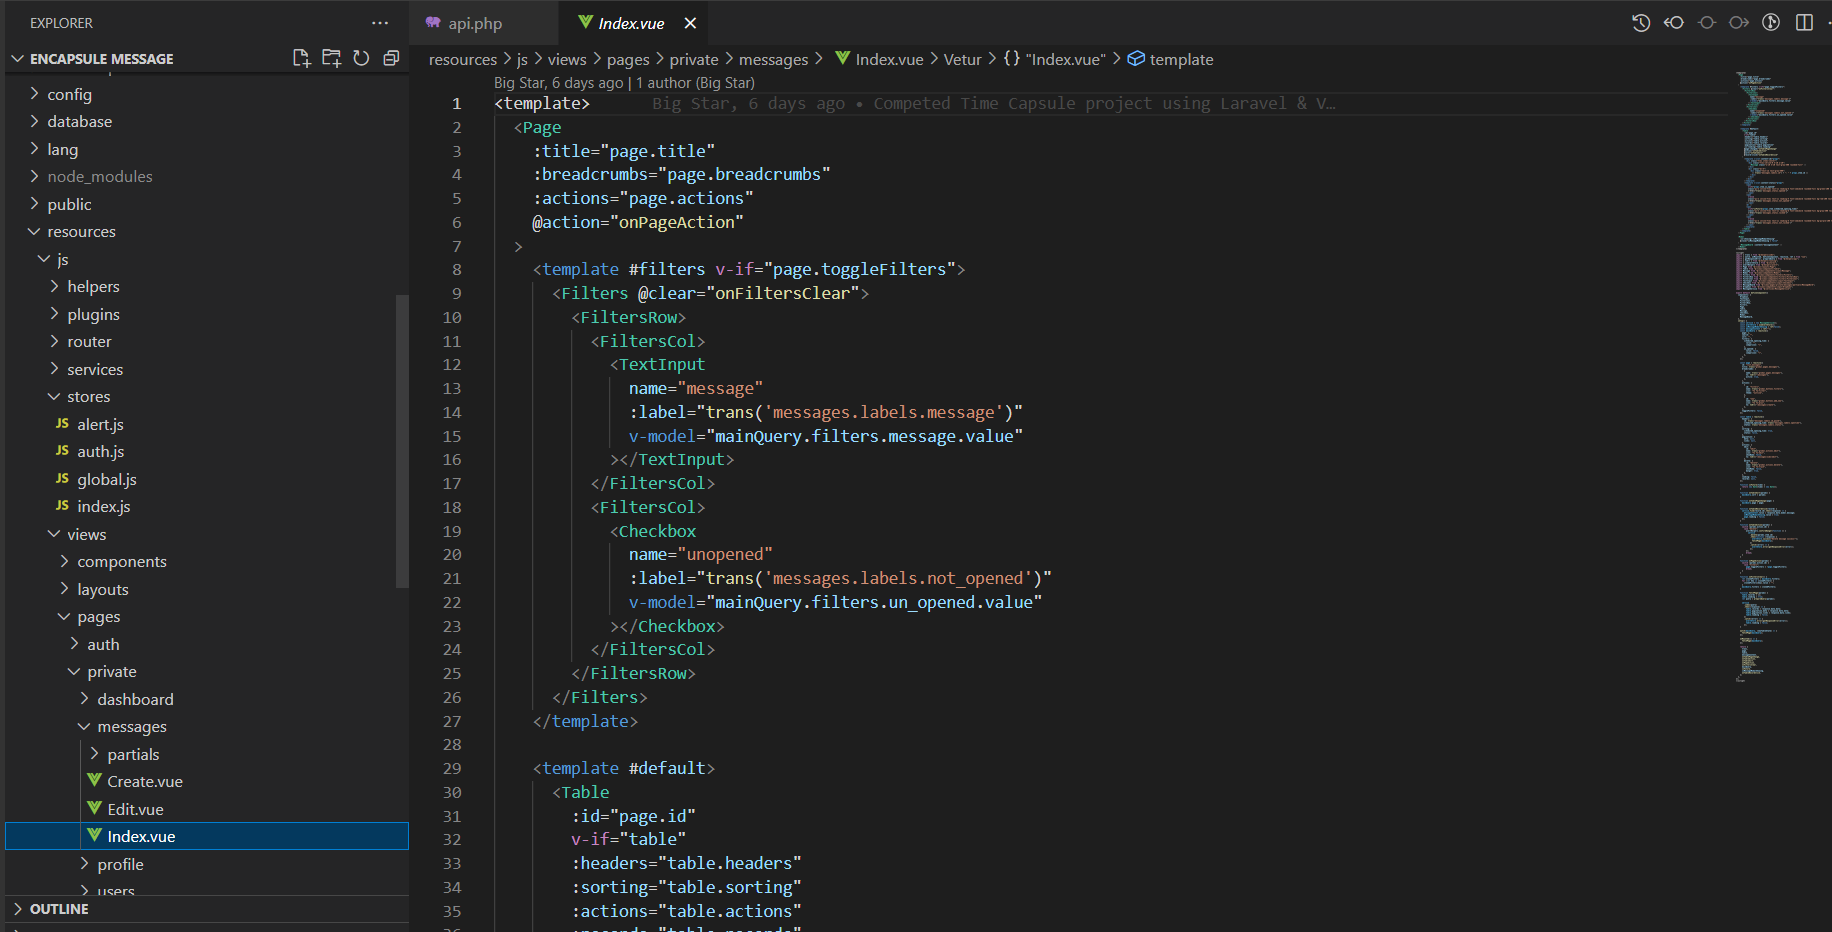 EXPLORER
ENCAPSULE MESSAGE
config
database
lang
node_modules
public
resources
js
helpers
plugins
router
services
stores
JS alert.js
JS auth.js
JS global.js
JS index.js
views
components
layouts
pages
auth
private
dashboard
messages
partials
Create.vue
Edit.vue
Index.vue
profile
users
OUTLINE
api.php
Index.vue
resources > js > views > pages > private > messages > Index.vue > Vetur > {} "Index.vue" > template
Big Star, 6 days ago | 1 author (Big Star)
1 <template> Big Star, 6 days ago • Competed Time Capsule project using Laravel & V…
2 <Page
3 :title="page.title"
4 :breadcrumbs="page.breadcrumbs"
5 :actions="page.actions"
6 @action="onPageAction"
7 >
8 <template #filters v-if="page.toggleFilters">
9 <Filters @clear="onFiltersClear">
10 <FiltersRow>
11 <FiltersCol>
12 <TextInput
13 name="message"
14 :label="trans('messages.labels.message')"
15 v-model="mainQuery.filters.message.value"
16 ></TextInput>
17 </FiltersCol>
18 <FiltersCol>
19 <Checkbox
20 name="unopened"
21 :label="trans('messages.labels.not_opened')"
22 v-model="mainQuery.filters.un_opened.value"
23 ></Checkbox>
24 </FiltersCol>
25 </FiltersRow>
26 </Filters>
27 </template>
28
29 <template #default>
30 <Table
31 :id="page.id"
32 v-if="table"
33 :headers="table.headers"
34 :sorting="table.sorting"
35 :actions="table.actions"